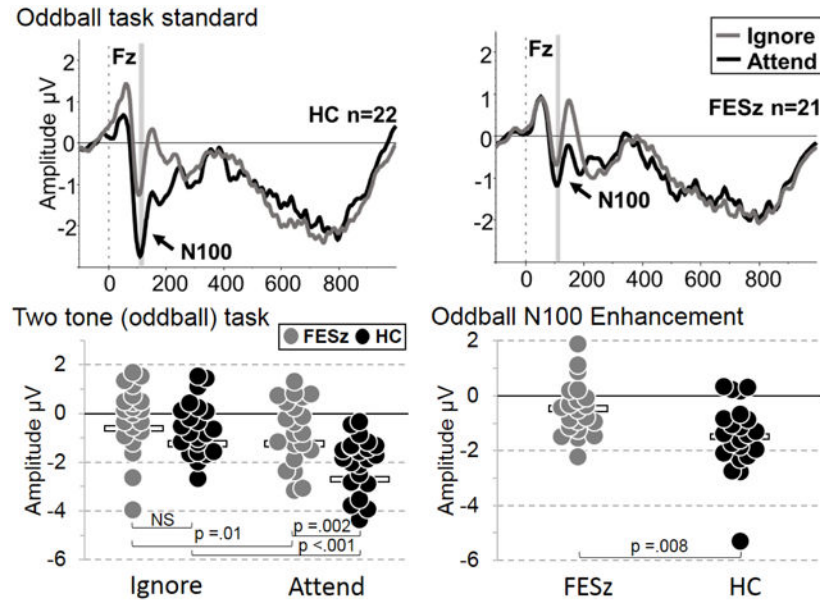 Oddball task standard
Fz
HC n=22
N100
Amplitude µV
2
1
0
-1
-2
0 200 400 600 800
Ignore
Attend
Fz
FESz n=21
N100
2
1
0
-1
-2
0 200 400 600 800
Two tone (oddball) task
FESz HC
Amplitude µV
2
0
-2
-4
-6
NS
p =.01
p =.002
p <.001
Ignore Attend
Oddball N100 Enhancement
Amplitude µV
2
0
-2
-4
-6
p =.008
FESz HC